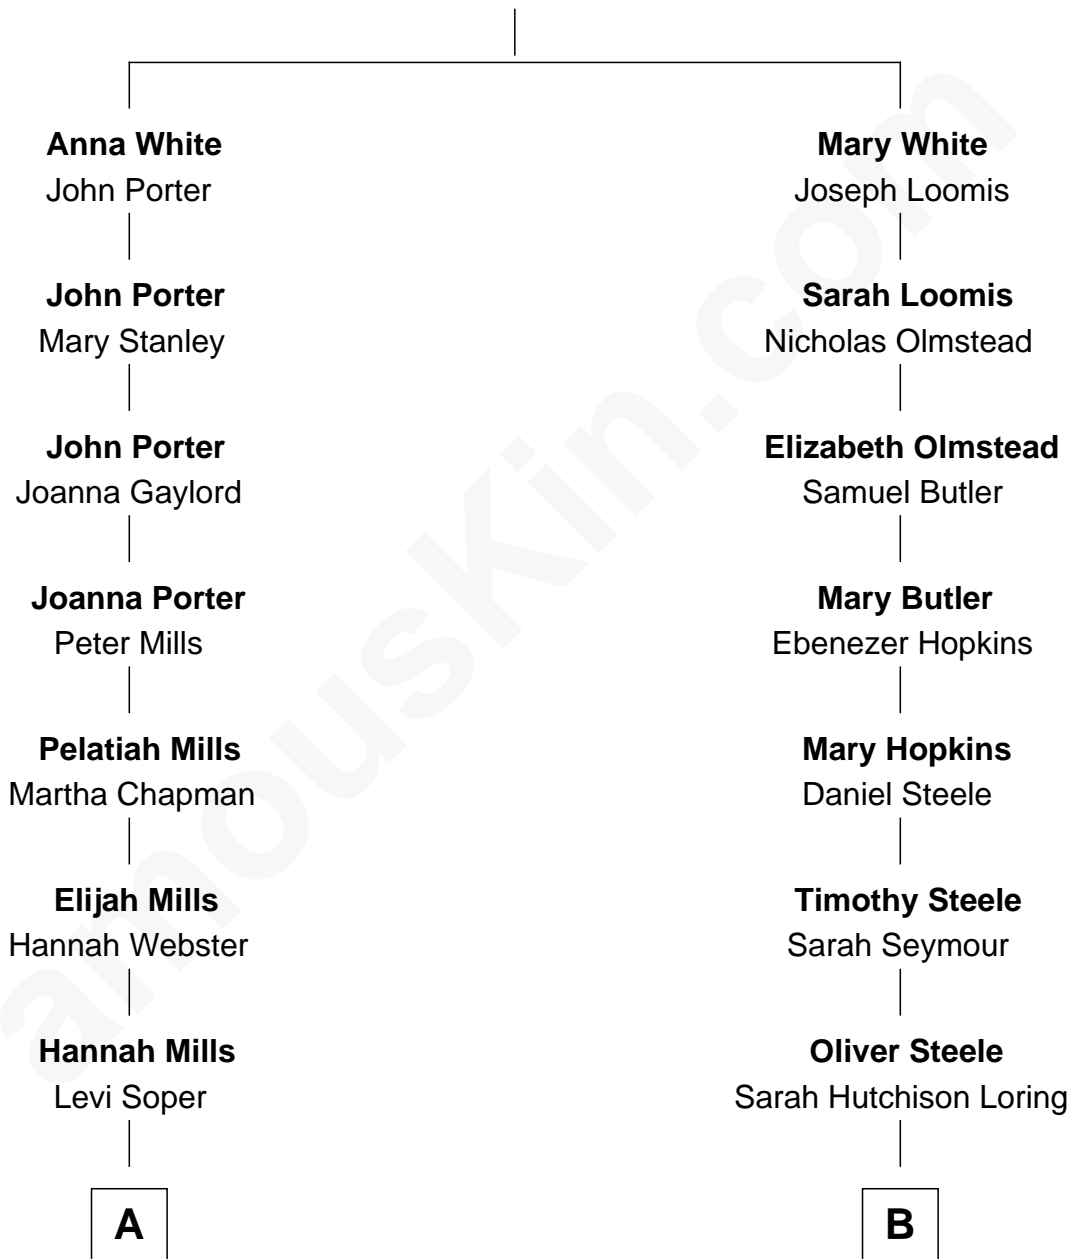 Anna White
John Porter
John Porter
Mary Stanley
John Porter
Joanna Gaylord
Joanna Porter
Peter Mills
Pelatiah Mills
Martha Chapman
Elijah Mills
Hannah Webster
Hannah Mills
Levi Soper
A
Mary White
Joseph Loomis
Sarah Loomis
Nicholas Olmstead
Elizabeth Olmstead
Samuel Butler
Mary Butler
Ebenezer Hopkins
Mary Hopkins
Daniel Steele
Timothy Steele
Sarah Seymour
Oliver Steele
Sarah Hutchison Loring
B
amousKin.com